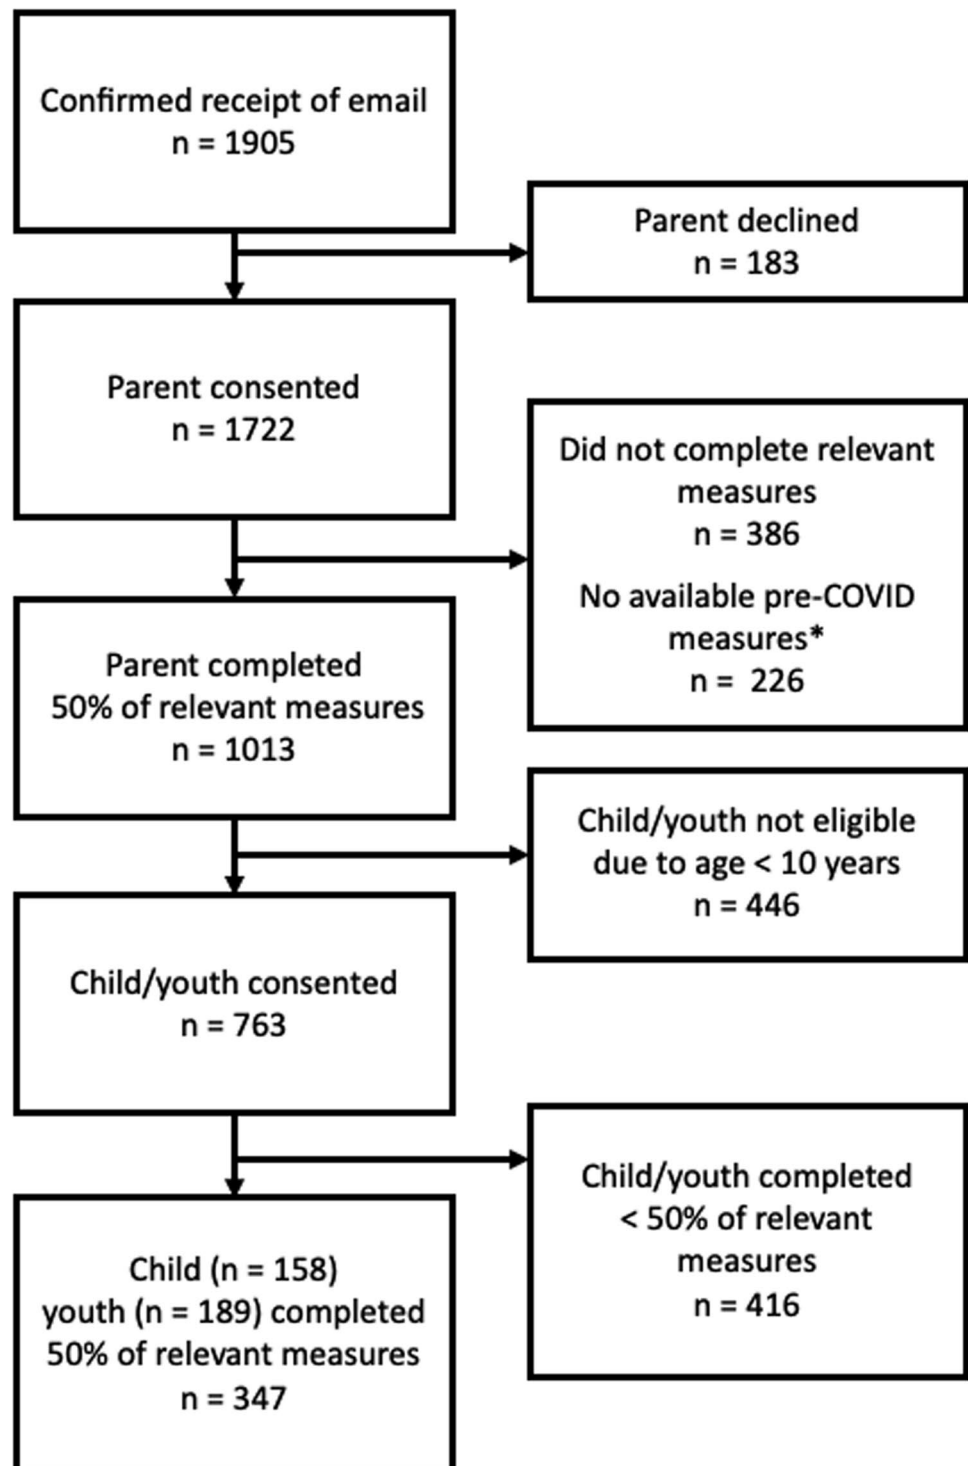 Confirmed receipt of email
n = 1905
Parent declined
n = 183
Parent consented
n = 1722
Did not complete relevant
measures
n = 386
No available pre-COVID
measures*
n =  226
Parent completed
50% of relevant measures
n = 1013
Child/youth not eligible
due to age < 10 years
n = 446
Child/youth consented
n = 763
Child/youth completed
< 50% of relevant
measures
n = 416
Child (n = 158)
youth (n = 189) completed
50% of relevant measures
n = 347